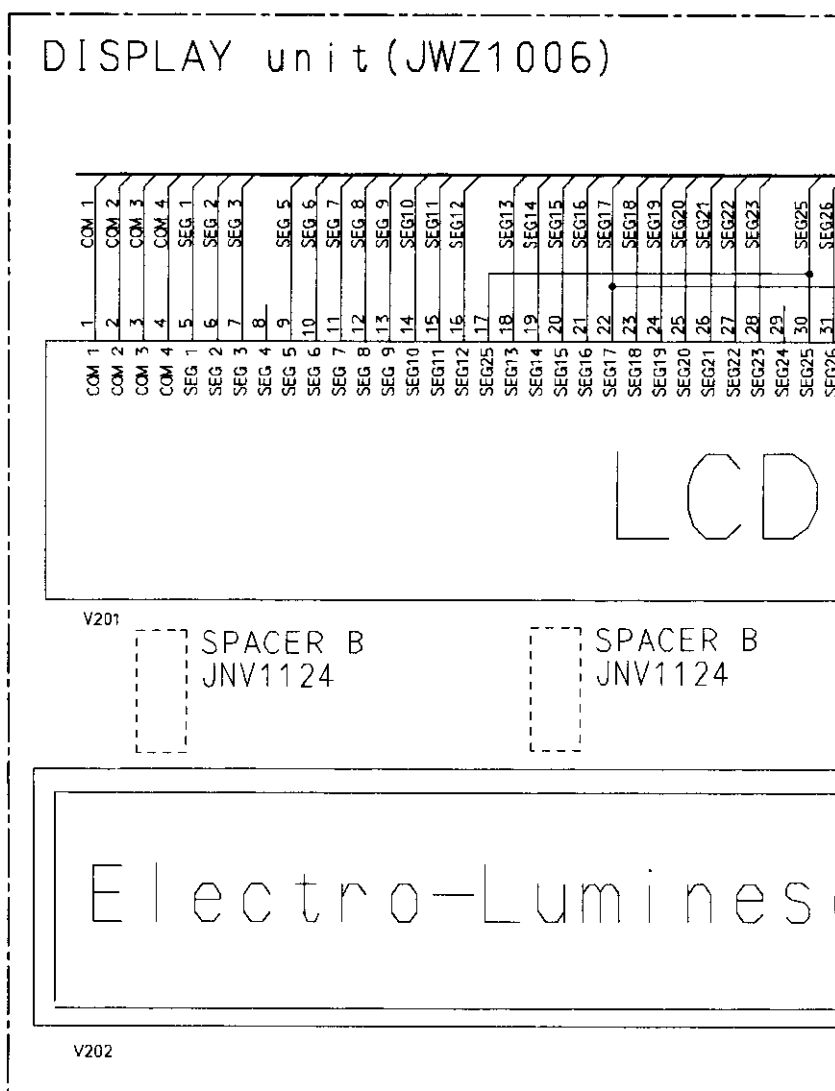 DISPLAY unit(JWZ1006)
COM 1 COM 2 COM 3 COM 4 SEG 1 SEG 2 SEG 3 SEG 5 SEG 6 SEG 7 SEG 8 SEG 9 SEG10 SEG11 SEG12 SEG13 SEG14 SEG15 SEG16 SEG17 SEG18 SEG19 SEG20 SEG21 SEG22 SEG23 SEG25 SEG26
1 2 3 4 5 6 7 8 9 10 11 12 13 14 15 16 17 18 19 20 21 22 23 24 25 26 27 28 29 30 31
COM 1 COM 2 COM 3 COM 4 SEG 1 SEG 2 SEG 3 SEG 4 SEG 5 SEG 6 SEG 7 SEG 8 SEG 9 SEG10 SEG11 SEG12 SEG25 SEG13 SEG14 SEG15 SEG16 SEG17 SEG18 SEG19 SEG20 SEG21 SEG22 SEG23 SEG24 SEG25 SEG26
LCD
V201
SPACER B SPACER B
JNV1124 JNV1124
Electro-Lumines
V202